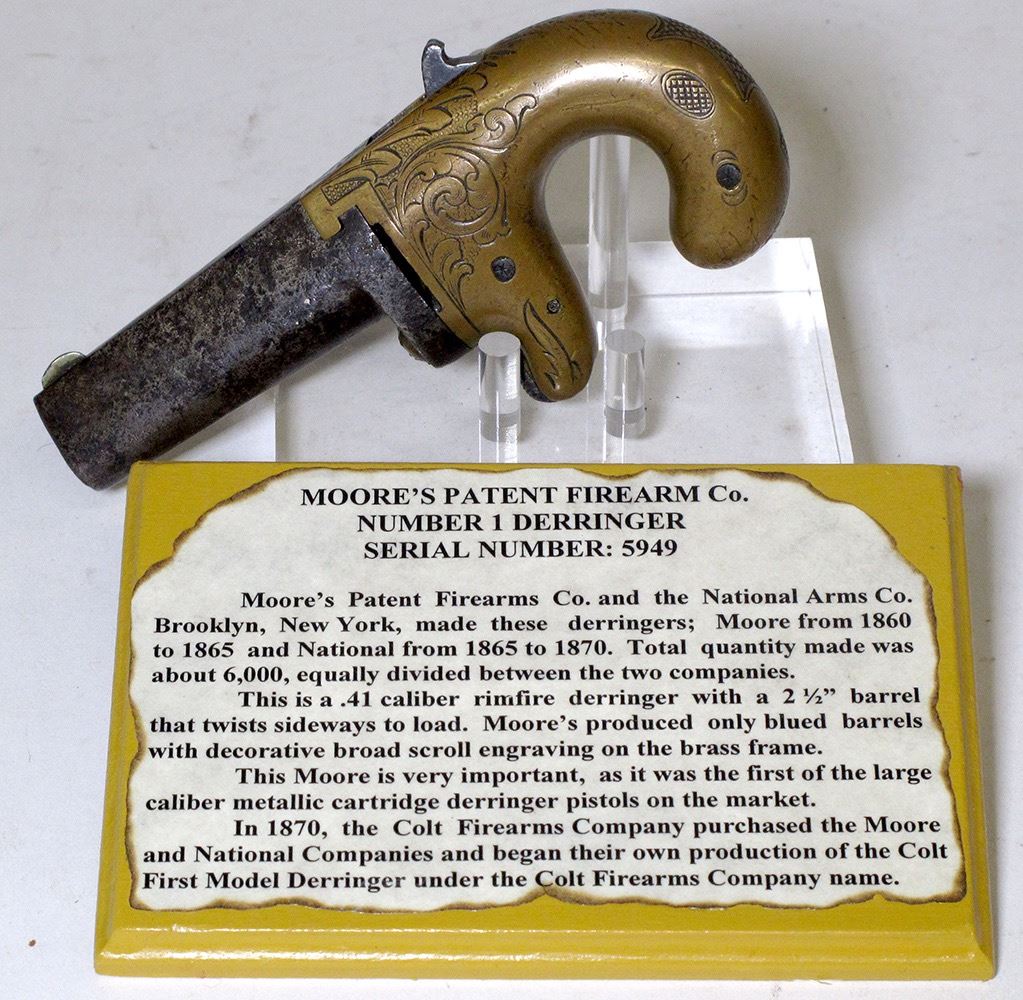 MOORE'S PATENT FIREARM Co.
NUMBER 1 DERRINGER
SERIAL NUMBER: 5949
Moore's Patent Firearms Co. and the National Arms Co.
Brooklyn, New York, made these derringers; Moore from 1860
to 1865 and National from 1865 to 1870. Total quantity made was
about 6,000, equally divided between the two companies.
This is a .41 caliber rimfire derringer with a 2 ½" barrel
that twists sideways to load. Moore's produced only blued barrels
with decorative broad scroll engraving on the brass frame.
This Moore is very important, as it was the first of the large
caliber metallic cartridge derringer pistols on the market.
In 1870, the Colt Firearms Company purchased the Moore
and National Companies and began their own production of the Colt
First Model Derringer under the Colt Firearms Company name.